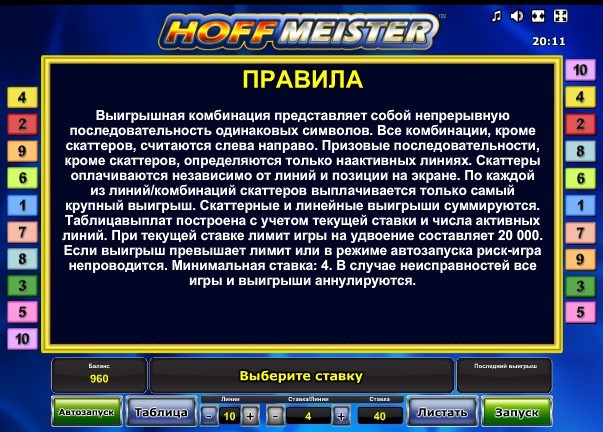 HOFFMEISTER™
20:11
ПРАВИЛА
Выигрышная комбинация представляет собой непрерывную
последовательность одинаковых символов. Все комбинации, кроме
скаттеров, считаются слева направо. Призовые последовательности,
кроме скаттеров, определяются только наактивных линиях. Скаттеры
оплачиваются независимо от линий и позиции на экране. По каждой
из линий/комбинаций скаттеров выплачивается только самый
крупный выигрыш. Скаттерные и линейные выигрыши суммируются.
Таблицавыплат построена с учетом текущей ставки и числа активных
линий. При текущей ставке лимит игры на удвоение составляет 20 000.
Если выигрыш превышает лимит или в режиме автозапуска риск-игра
непроводится. Минимальная ставка: 4. В случае неисправностей все
игры и выигрыши аннулируются.
4
2
9
6
1
7
8
3
5
10
10
4
2
8
6
1
7
9
3
5
Баланс
960
Выберите ставку
Последний выигрыш
Автозапуск
Таблица
Линии
- 10 +
Ставка/Линии
- 4 +
Ставка
40
Листать
Запуск